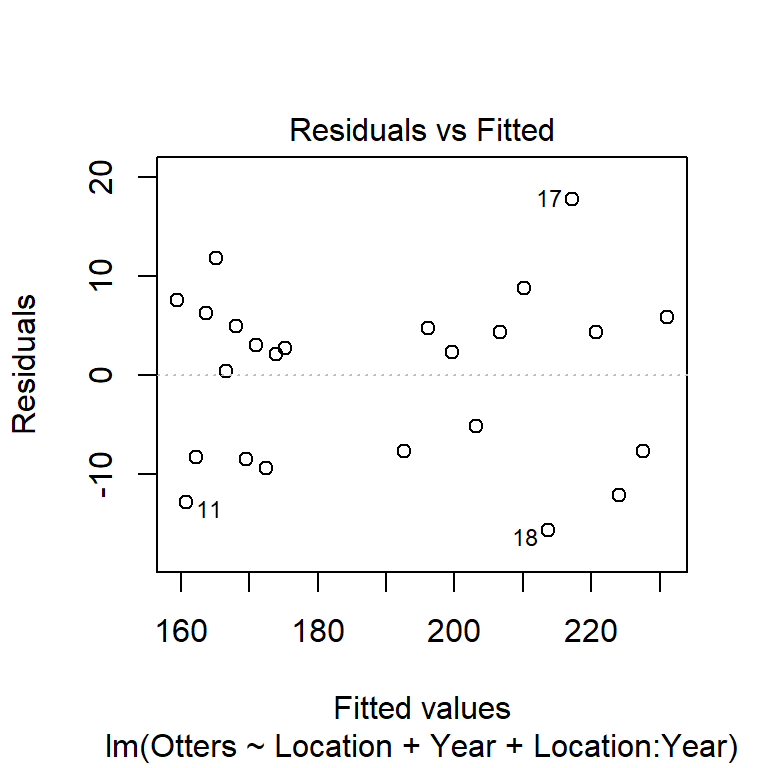 Residuals vs Fitted
20
10
0
-10
Residuals
17
11
18
160 180 200 220
Fitted values
lm(Otters ~ Location + Year + Location:Year)